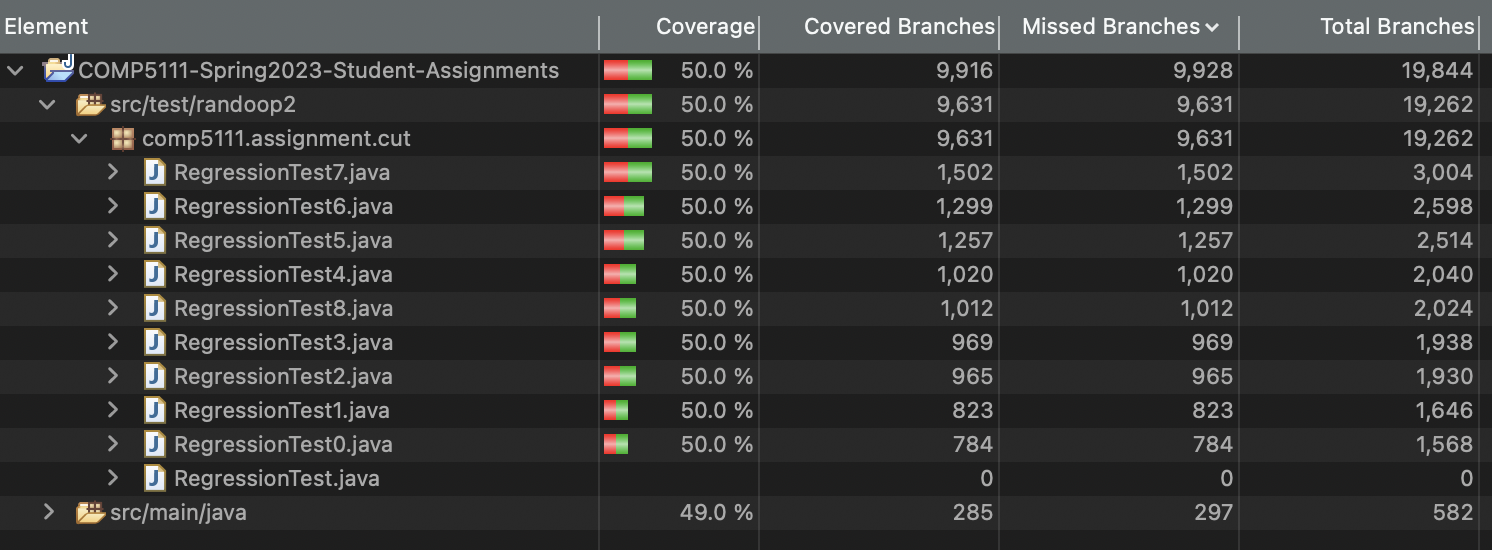 Element Coverage Covered Branches Missed Branches Total Branches
COMP5111-Spring2023-Student-Assignments 50.0 % 9,916 9,928 19,844
src/test/randoop2 50.0 % 9,631 9,631 19,262
comp5111.assignment.cut 50.0 % 9,631 9,631 19,262
RegressionTest7.java 50.0 % 1,502 1,502 3,004
RegressionTest6.java 50.0 % 1,299 1,299 2,598
RegressionTest5.java 50.0 % 1,257 1,257 2,514
RegressionTest4.java 50.0 % 1,020 1,020 2,040
RegressionTest8.java 50.0 % 1,012 1,012 2,024
RegressionTest3.java 50.0 % 969 969 1,938
RegressionTest2.java 50.0 % 965 965 1,930
RegressionTest1.java 50.0 % 823 823 1,646
RegressionTest0.java 50.0 % 784 784 1,568
RegressionTest.java 0 0 0
src/main/java 49.0 % 285 297 582